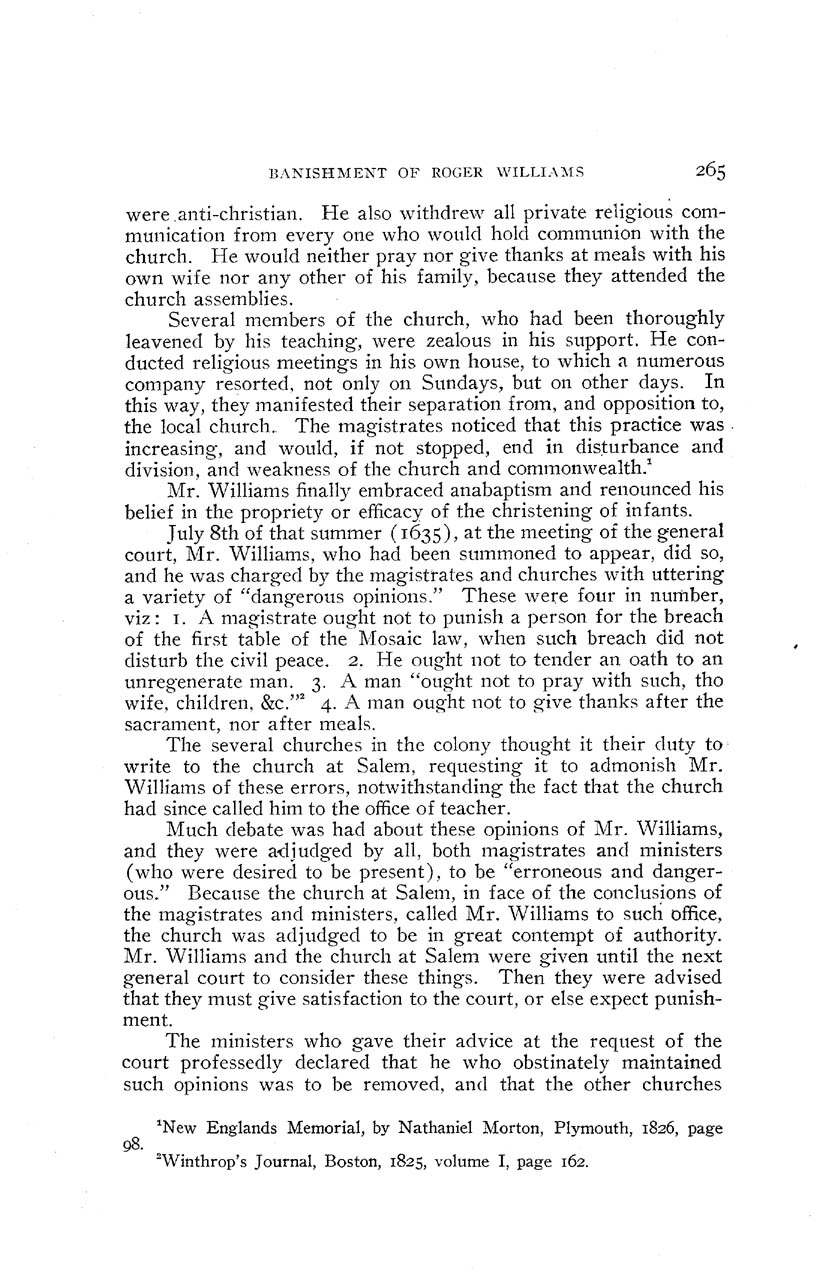 BANISHMENT OF ROGER WILLIAMS 265
were anti-christian. He also withdrew all private religious com-
munication from every one who would hold communion with the
church. He would neither pray nor give thanks at meals with his
own wife nor any other of his family, because they attended the
church assemblies.
Several members of the church, who had been thoroughly
leavened by his teaching, were zealous in his support. He con-
ducted religious meetings in his own house, to which a numerous
company resorted, not only on Sundays, but on other days. In
this way, they manifested their separation from, and opposition to,
the local church. The magistrates noticed that this practice was
increasing, and would, if not stopped, end in disturbance and
division, and weakness of the church and commonwealth.¹
Mr. Williams finally embraced anabaptism and renounced his
belief in the propriety or efficacy of the christening of infants.
July 8th of that summer (1635), at the meeting of the general
court, Mr. Williams, who had been summoned to appear, did so,
and he was charged by the magistrates and churches with uttering
a variety of "dangerous opinions." These were four in number,
viz: 1. A magistrate ought not to punish a person for the breach
of the first table of the Mosaic law, when such breach did not
disturb the civil peace. 2. He ought not to tender an oath to an
unregenerate man. 3. A man "ought not to pray with such, tho
wife, children, &c."² 4. A man ought not to give thanks after the
sacrament, nor after meals.
The several churches in the colony thought it their duty to
write to the church at Salem, requesting it to admonish Mr.
Williams of these errors, notwithstanding the fact that the church
had since called him to the office of teacher.
Much debate was had about these opinions of Mr. Williams,
and they were adjudged by all, both magistrates and ministers
(who were desired to be present), to be "erroneous and danger-
ous." Because the church at Salem, in face of the conclusions of
the magistrates and ministers, called Mr. Williams to such office,
the church was adjudged to be in great contempt of authority.
Mr. Williams and the church at Salem were given until the next
general court to consider these things. Then they were advised
that they must give satisfaction to the court, or else expect punish-
ment.
The ministers who gave their advice at the request of the
court professedly declared that he who obstinately maintained
such opinions was to be removed, and that the other churches
¹New Englands Memorial, by Nathaniel Morton, Plymouth, 1826, page
98.
²Winthrop's Journal, Boston, 1825, volume I, page 162.